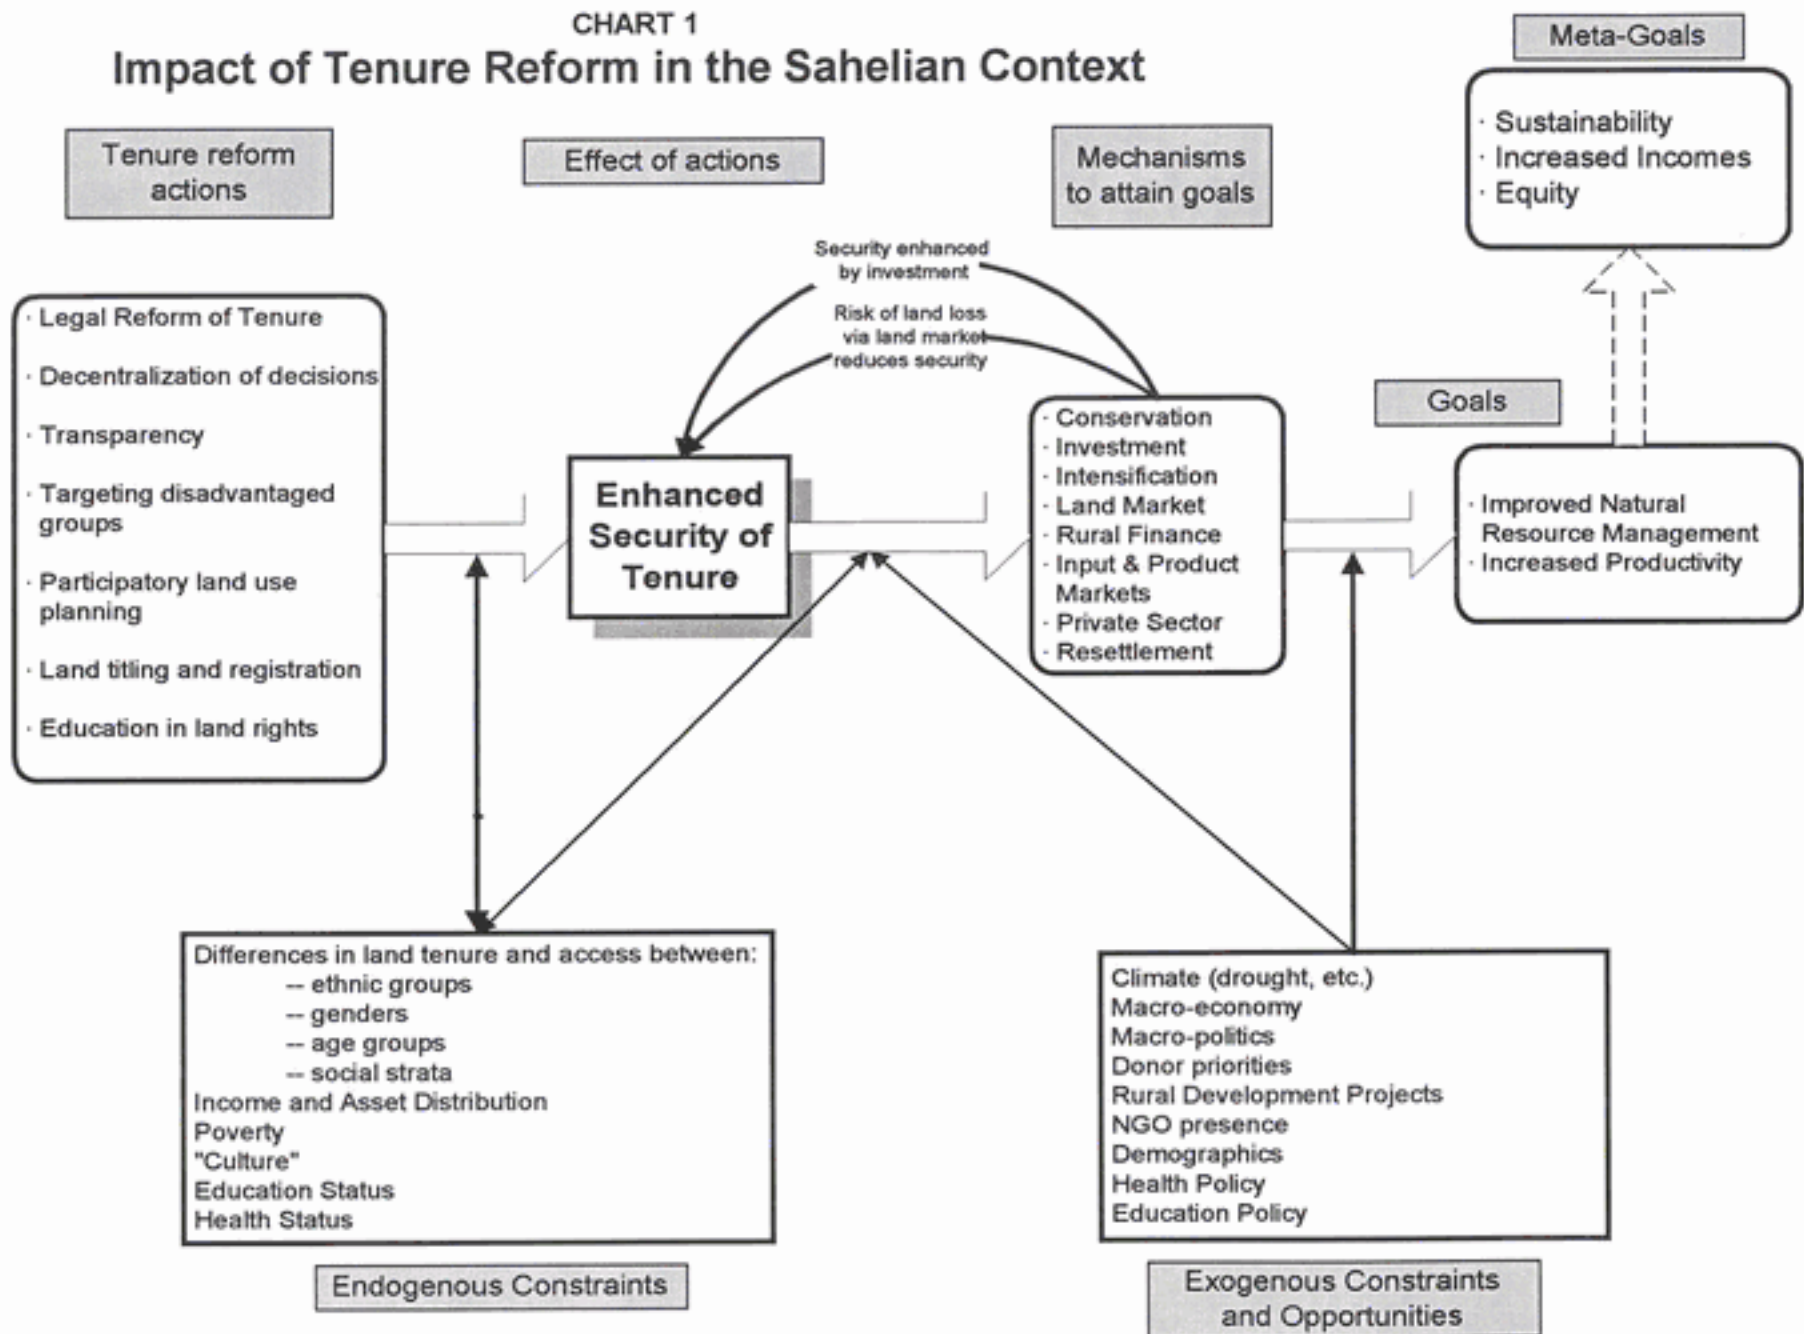 CHART 1
Impact of Tenure Reform in the Sahelian Context
Meta-Goals
· Sustainability
· Increased Incomes
· Equity
Tenure reform
actions
Effect of actions
Mechanisms
to attain goals
Security enhanced
by investment
Risk of land loss
via land market
reduces security
· Legal Reform of Tenure
· Decentralization of decisions
· Transparency
· Targeting disadvantaged
groups
· Participatory land use
planning
· Land titling and registration
· Education in land rights
Enhanced
Security of
Tenure
· Conservation
· Investment
· Intensification
· Land Market
· Rural Finance
· Input & Product
Markets
· Private Sector
· Resettlement
Goals
· Improved Natural
Resource Management
· Increased Productivity
Differences in land tenure and access between:
-- ethnic groups
-- genders
-- age groups
-- social strata
Income and Asset Distribution
Poverty
"Culture"
Education Status
Health Status
Endogenous Constraints
Climate (drought, etc.)
Macro-economy
Macro-politics
Donor priorities
Rural Development Projects
NGO presence
Demographics
Health Policy
Education Policy
Exogenous Constraints
and Opportunities